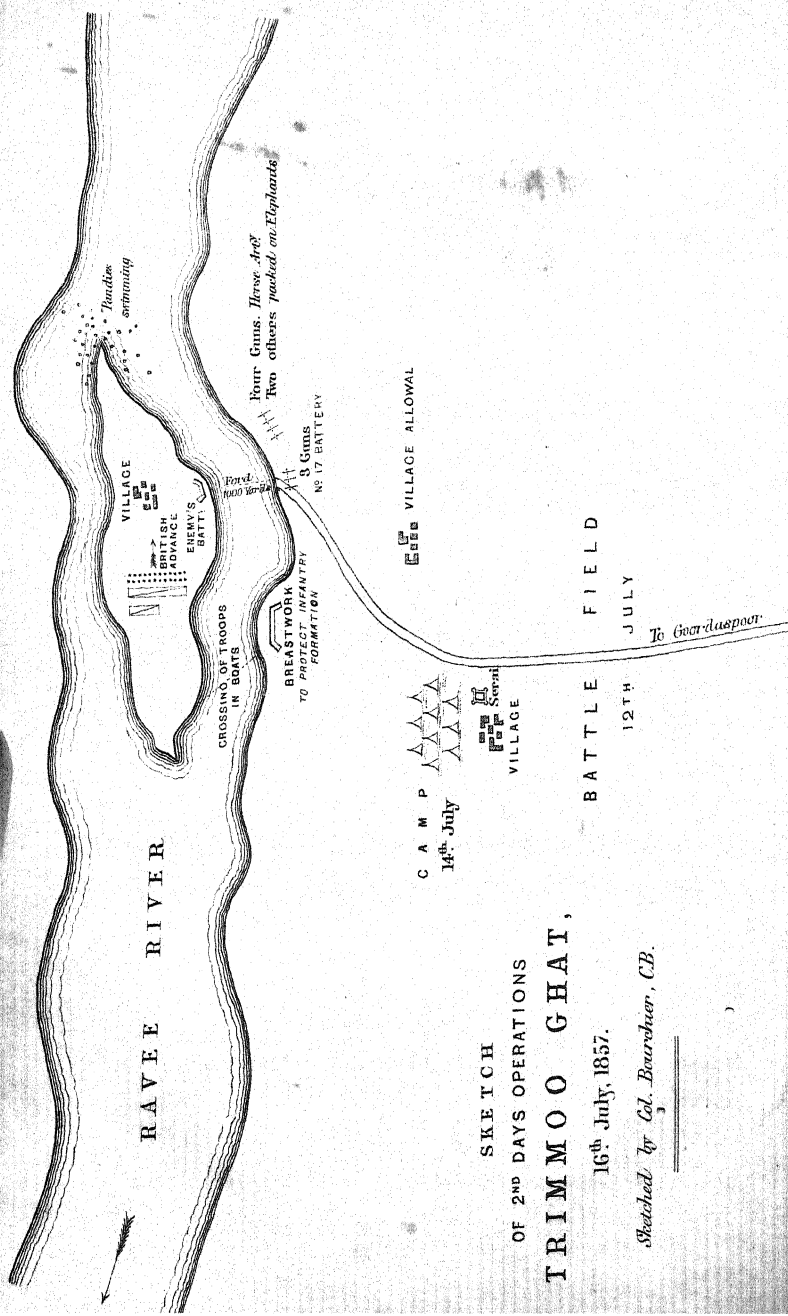 SKETCH
OF 2ND DAYS OPERATIONS
TRIMMOO GHAT,
16th July, 1857.
Sketched by Col. Bourchier, CB.
RAVEE RIVER
Pandies
swimming
VILLAGE
BRITISH
ADVANCE
ENEMY'S
BATTY
Four Guns. Horse Arty
Two others packed on Elephants
Ford
1000 Yards
3 Guns
No 17 BATTERY
CROSSING OF TROOPS
IN BOATS
BREASTWORK
TO PROTECT INFANTRY
FORMATION
VILLAGE ALLOWAL
CAMP
14th July
Serai
VILLAGE
BATTLE FIELD
12TH JULY
To Goordaspoor